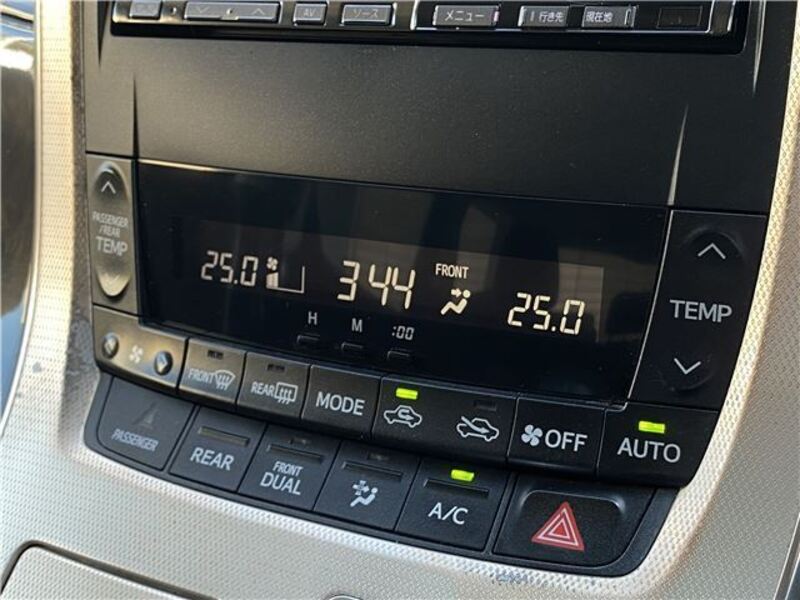 AV
ソース
メニュー
行き先
現在地
PASSENGER
/REAR
TEMP
25.0
344
FRONT
25.0
TEMP
H
M
:00
FRONT
REAR
MODE
OFF
AUTO
PASSENGER
REAR
FRONT
DUAL
A/C